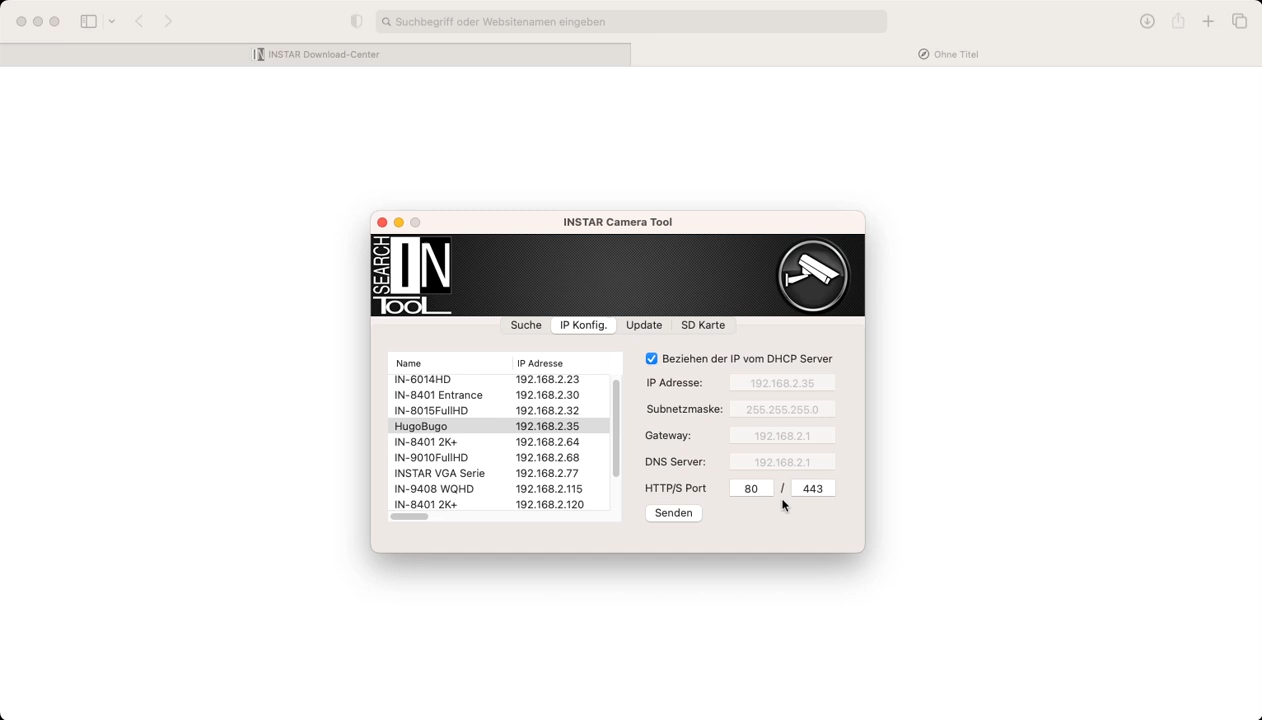 Suchbegriff oder Websitenamen eingeben
INSTAR Download-Center
Ohne Titel
INSTAR Camera Tool
SEARCH
IN
TOOL
Suche
IP Konfig.
Update
SD Karte
Name IP Adresse
IN-6014HD 192.168.2.23
IN-8401 Entrance 192.168.2.30
IN-8015FullHD 192.168.2.32
HugoBugo 192.168.2.35
IN-8401 2K+ 192.168.2.64
IN-9010FullHD 192.168.2.68
INSTAR VGA Serie 192.168.2.77
IN-9408 WQHD 192.168.2.115
IN-8401 2K+ 192.168.2.120
Beziehen der IP vom DHCP Server
IP Adresse: 192.168.2.35
Subnetzmaske: 255.255.255.0
Gateway: 192.168.2.1
DNS Server: 192.168.2.1
HTTP/S Port 80 / 443
Senden